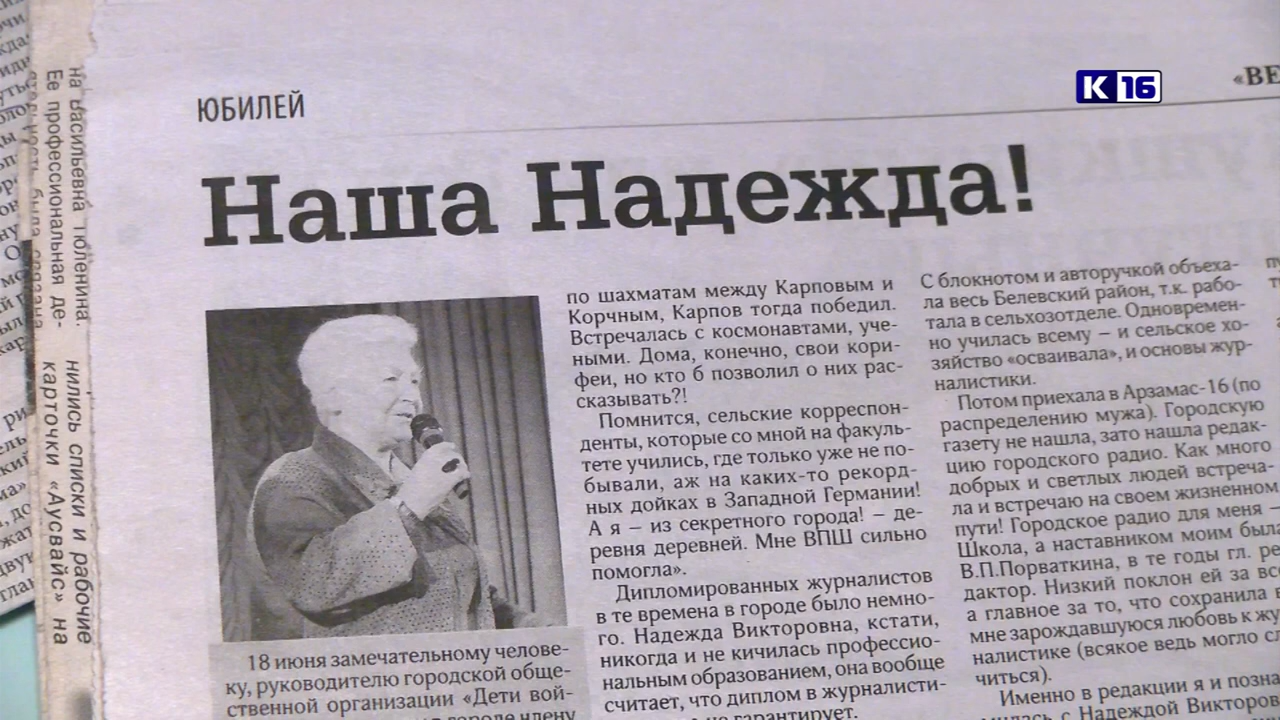 К 16
«ВЕ
ЮБИЛЕЙ
Наша Надежда!
18 июня замечательному челове-
ку, руководителю городской обще-
ственной организации «Дети вой-
городе члену
по шахматам между Карповым и
Корчным, Карпов тогда победил.
Встречалась с космонавтами, уче-
ными. Дома, конечно, свои кори-
феи, но кто б позволил о них рас-
сказывать?!
Помнится, сельские корреспон-
денты, которые со мной на факуль-
тете учились, где только уже не по-
бывали, аж на каких-то рекорд-
ных дойках в Западной Германии!
А я – из секретного города! – де-
ревня деревней. Мне ВПШ сильно
помогла».
Дипломированных журналистов
в те времена в городе было немно-
го. Надежда Викторовна, кстати,
никогда и не кичилась профессио-
нальным образованием, она вообще
считает, что диплом в журналисти-
не гарантирует.
С блокнотом и авторучкой объеха-
ла весь Белевский район, т.к. рабо-
тала в сельхозотделе. Одновремен-
но училась всему – и сельское хо-
зяйство «осваивала», и основы жур-
налистики.
Потом приехала в Арзамас-16 (по
распределению мужа). Городскую
газету не нашла, зато нашла редак-
цию городского радио. Как много
добрых и светлых людей встреча-
ла и встречаю на своем жизненном
пути! Городское радио для меня –
Школа, а наставником моим была
В.П.Порваткина, в те годы гл. ре
дактор. Низкий поклон ей за все
а главное за то, что сохранила в
мне зарождавшуюся любовь к жу
налистике (всякое ведь могло сл
читься).
Именно в редакции я и позна
милась с Надеждой Викторов
на Васильевна Тюленина.
Ее профессиональная де-
нились списки и рабочие
карточки «Аусвайс» на